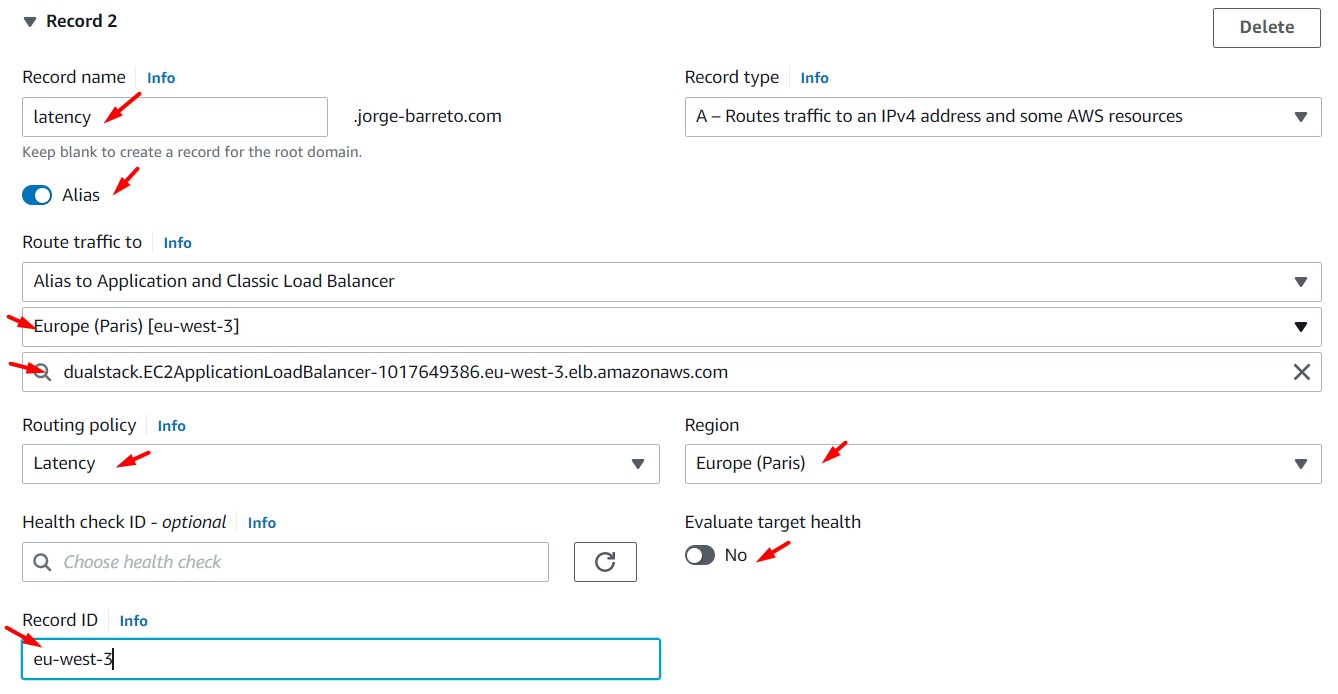 Record 2
Delete
Record name Info
Record type Info
latency
.jorge-barreto.com
A – Routes traffic to an IPv4 address and some AWS resources
Keep blank to create a record for the root domain.
Alias
Route traffic to Info
Alias to Application and Classic Load Balancer
Europe (Paris) [eu-west-3]
dualstack.EC2ApplicationLoadBalancer-1017649386.eu-west-3.elb.amazonaws.com
Routing policy Info
Region
Latency
Europe (Paris)
Health check ID - optional Info
Evaluate target health
Choose health check
No
Record ID Info
eu-west-3